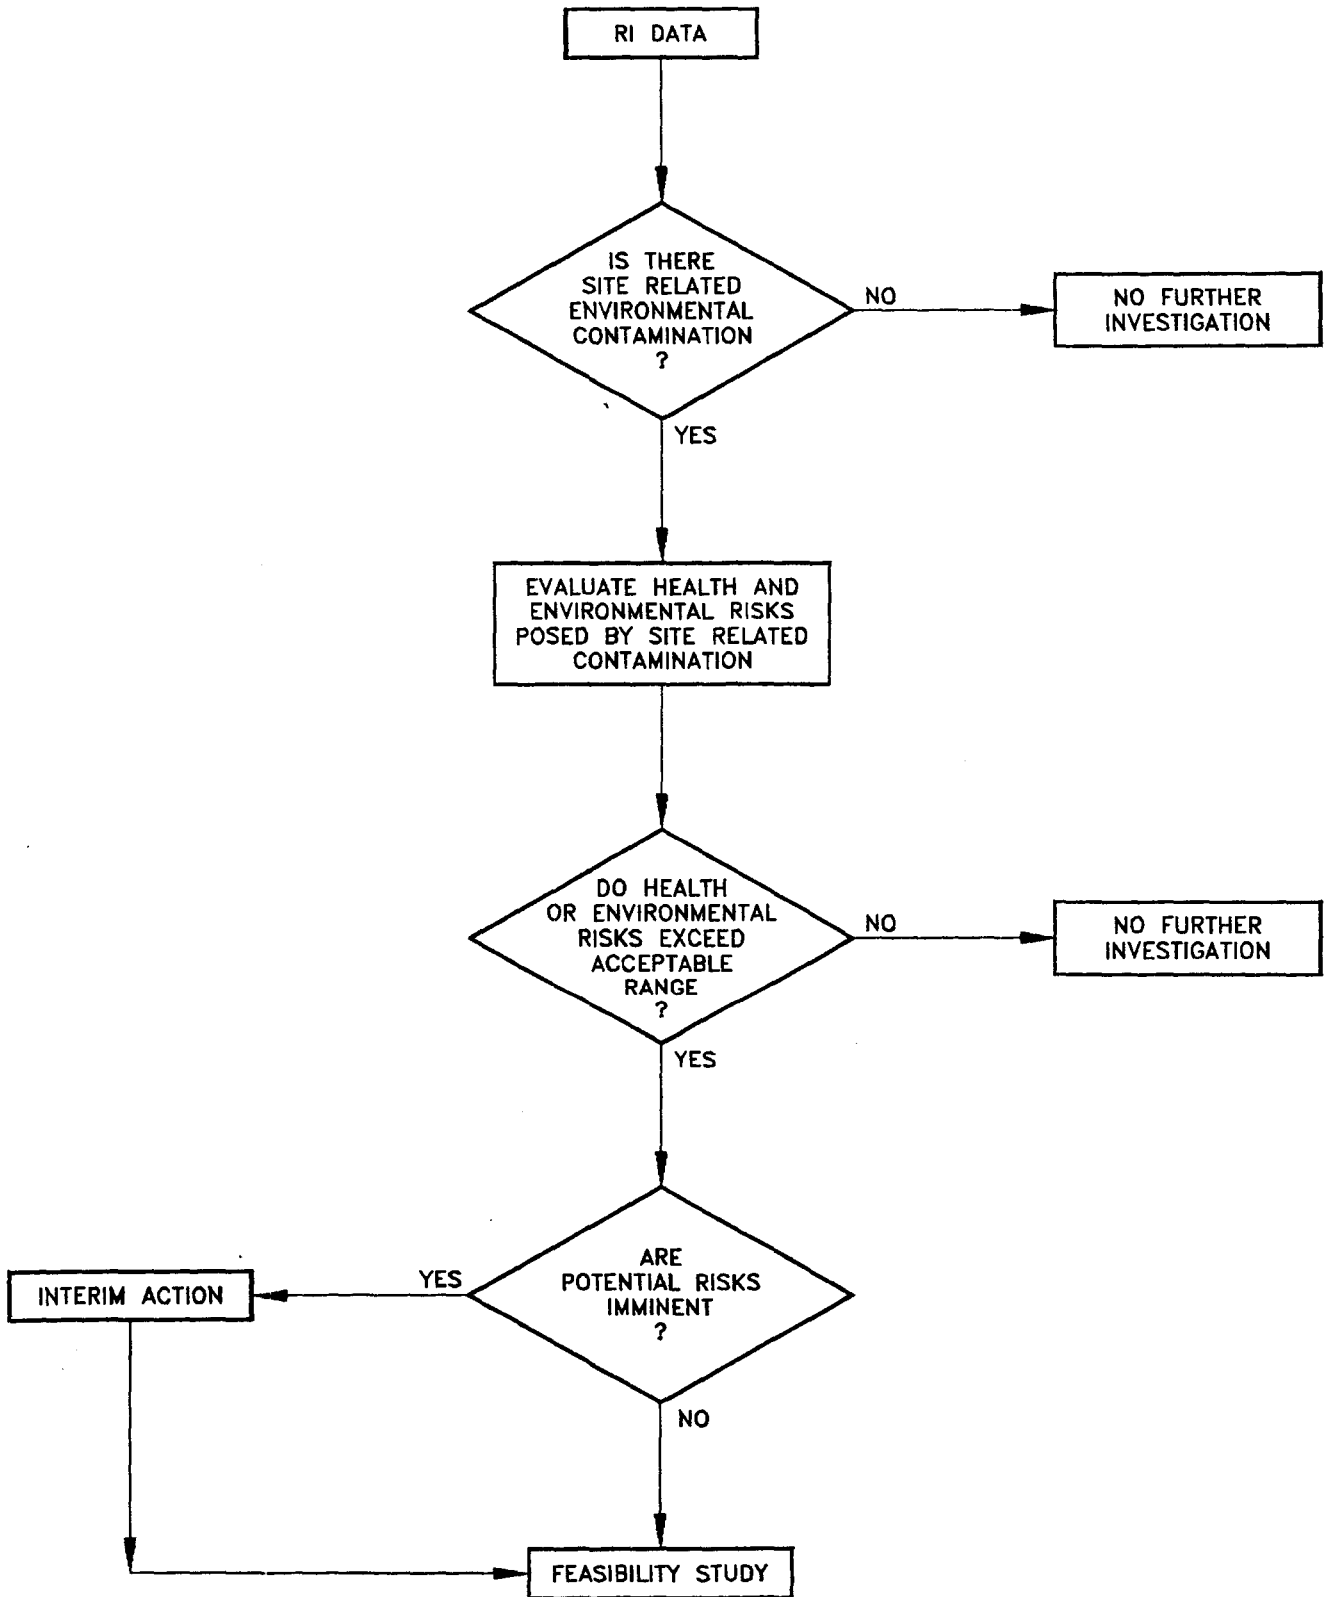 RI DATA
IS THERE
SITE RELATED
ENVIRONMENTAL
CONTAMINATION
?
NO
NO FURTHER
INVESTIGATION
YES
EVALUATE HEALTH AND
ENVIRONMENTAL RISKS
POSED BY SITE RELATED
CONTAMINATION
DO HEALTH
OR ENVIRONMENTAL
RISKS EXCEED
ACCEPTABLE
RANGE
?
NO
NO FURTHER
INVESTIGATION
YES
ARE
POTENTIAL RISKS
IMMINENT
?
YES
INTERIM ACTION
NO
FEASIBILITY STUDY